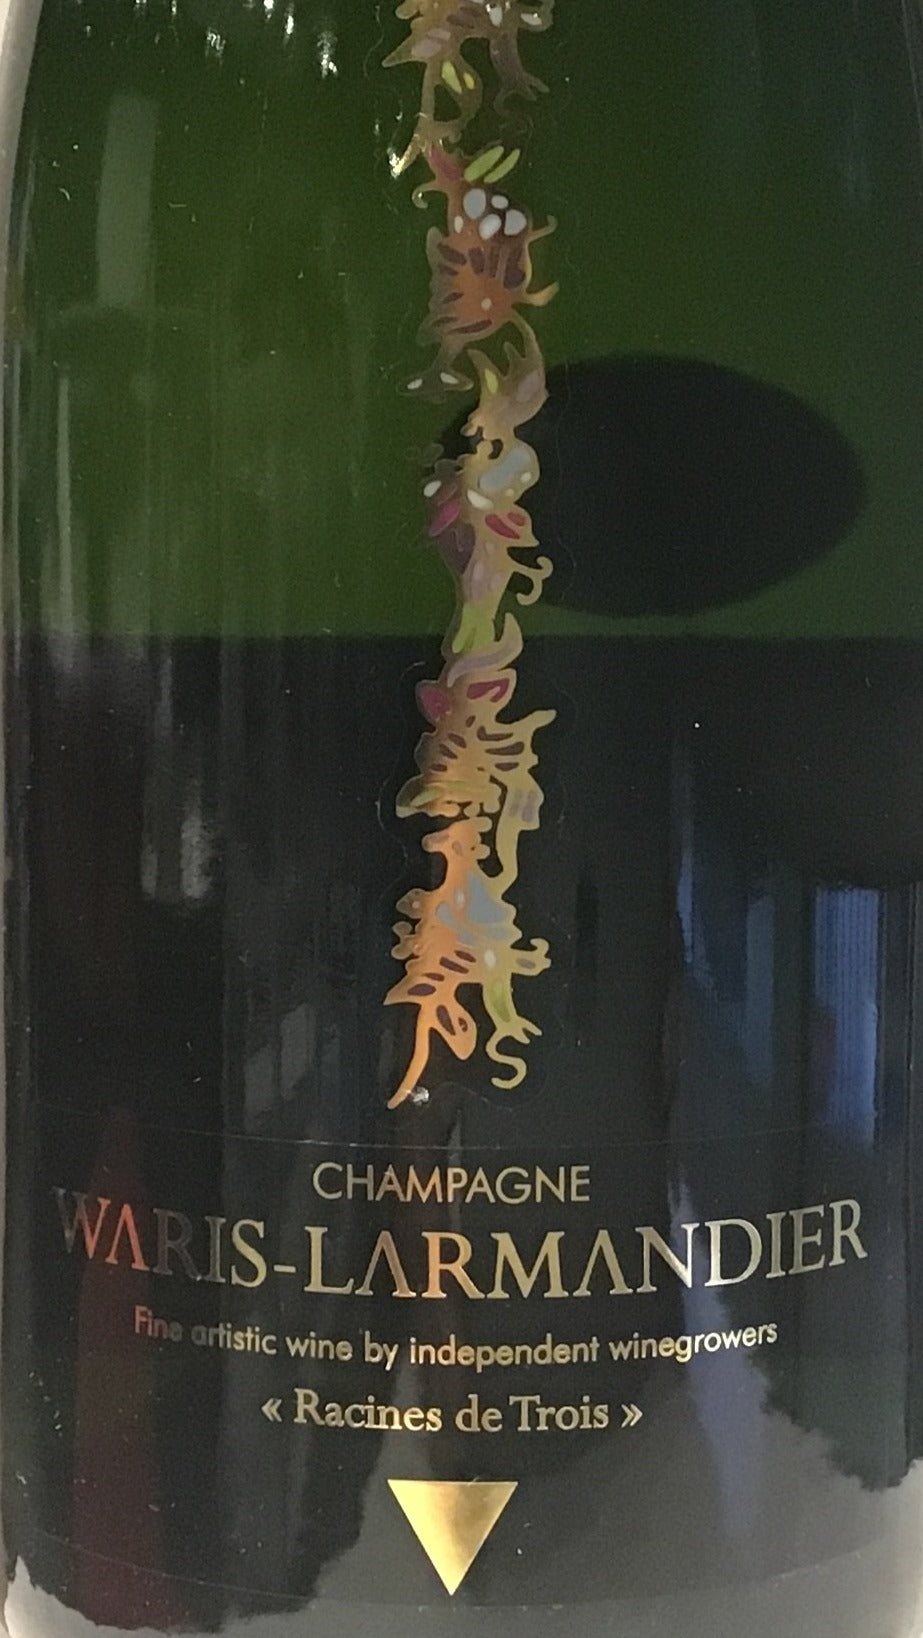 CHAMPAGNE
WARIS-LARMANDIER
Fine artistic wine by independent winegrowers
« Racines de Trois »